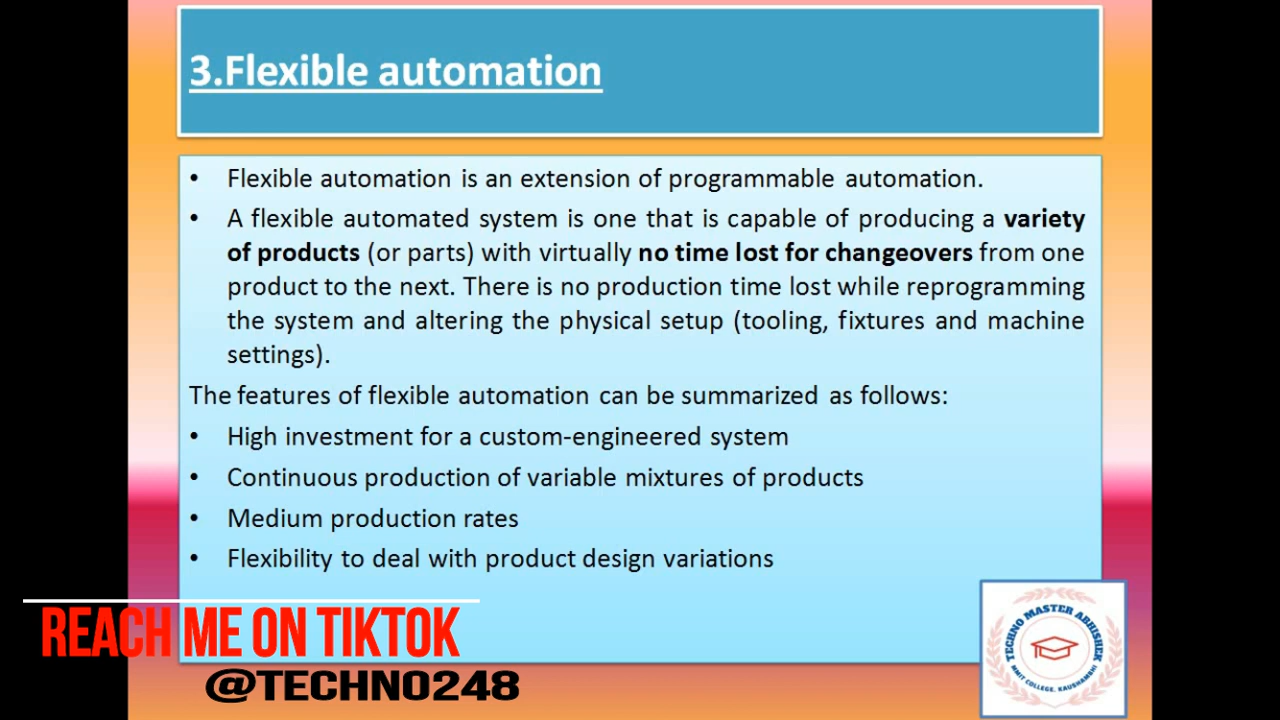 3.Flexible automation
• Flexible automation is an extension of programmable automation.
• A flexible automated system is one that is capable of producing a variety
of products (or parts) with virtually no time lost for changeovers from one
product to the next. There is no production time lost while reprogramming
the system and altering the physical setup (tooling, fixtures and machine
settings).
The features of flexible automation can be summarized as follows:
• High investment for a custom-engineered system
• Continuous production of variable mixtures of products
• Medium production rates
• Flexibility to deal with product design variations
REACH ME ON TIKTOK
@TECHNO248
TECHNO MASTER ABHISHEK
MMIT COLLEGE, KAUSHAMBHI